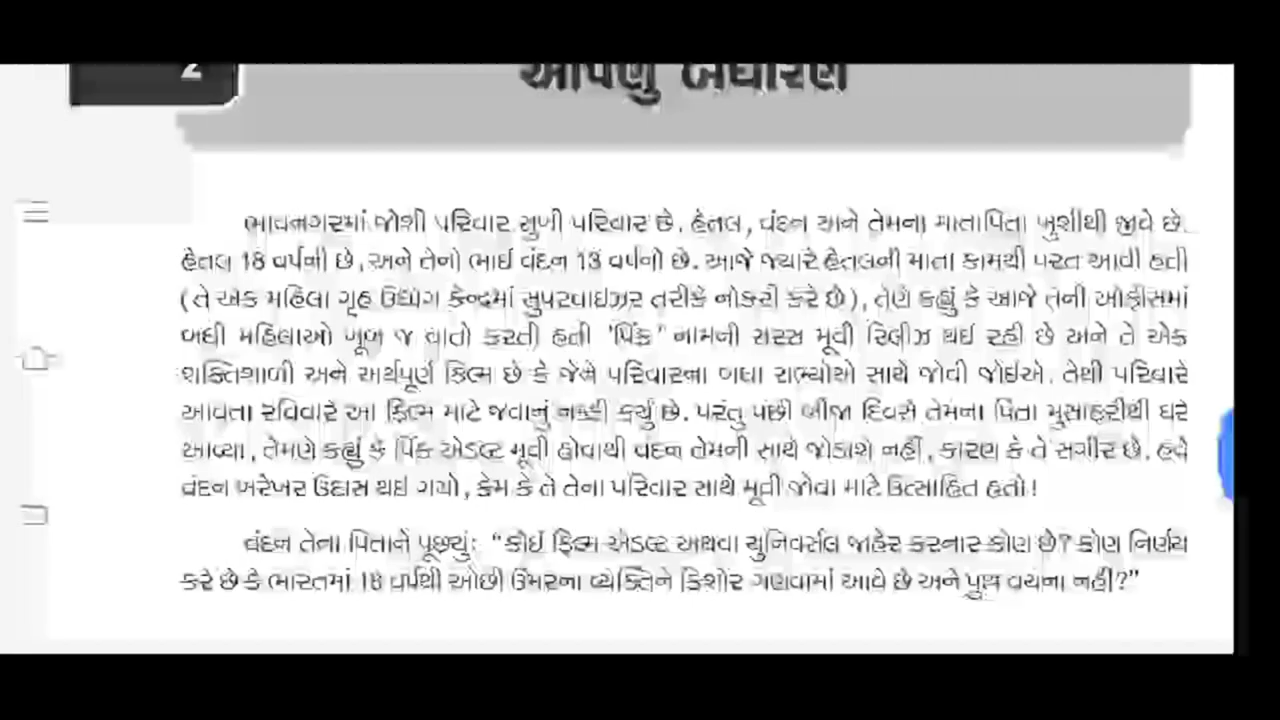 2
આપણું બંધારણ
ભાવનગરમાં જોશી પરિવાર સુખી પરિવાર છે. હેતલ, વંદન અને તેમના માતાપિતા ખુશીથી જીવે છે.
હેતલ 18 વર્ષની છે, અને તેનો ભાઈ વંદન 13 વર્ષનો છે. આજે જ્યારે હેતલની માતા કામથી પરત આવી હતી
(તે એક મહિલા ગૃહ ઉદ્યોગ કેન્દ્રમાં સુપરવાઇઝર તરીકે નોકરી કરે છે), તેણે કહ્યું કે આજે તેની ઓફીસમાં
બધી મહિલાઓ ખૂબ જ વાતો કરતી હતી 'પિંક' નામની સરસ મૂવી રિલીઝ થઈ રહી છે અને તે એક
શક્તિશાળી અને અર્થપૂર્ણ ફિલ્મ છે કે જેને પરિવારના બધા સભ્યોએ સાથે જોવી જોઈએ. તેથી પરિવારે
આવતા રવિવારે આ ફિલ્મ માટે જવાનું નક્કી કર્યું છે. પરંતુ પછી બીજા દિવસે તેમના પિતા મુસાફરીથી ઘરે
આવ્યા, તેમણે કહ્યું કે પિંક એડલ્ટ મૂવી હોવાથી વંદન તેમની સાથે જોડાશે નહીં, કારણ કે તે સગીર છે. હવે
વંદન ખરેખર ઉદાસ થઈ ગયો, કેમ કે તે તેના પરિવાર સાથે મૂવી જોવા માટે ઉત્સાહિત હતો!
વંદન તેના પિતાને પૂછ્યું: "કોઈ ફિલ્મ એડલ્ટ અથવા યુનિવર્સલ જાહેર કરનાર કોણ છે? કોણ નિર્ણય
કરે છે કે ભારતમાં 18 વર્ષથી ઓછી ઉંમરના વ્યક્તિને કિશોર ગણવામાં આવે છે અને પુખ્ત વયના નહીં?"